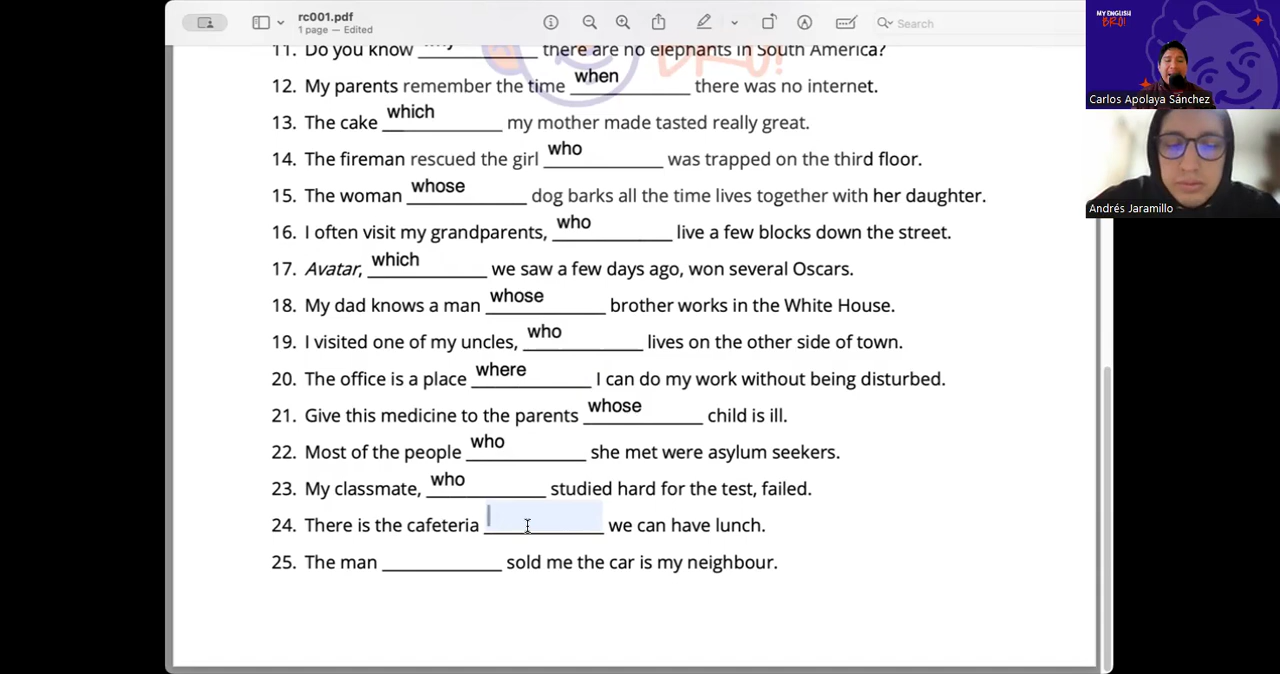 rc001.pdf
1 page — Edited
Search
MY ENGLISH
BRO!
Carlos Apolaya Sánchez
Andrés Jaramillo
11. Do you know why there are no elephants in South America?
12. My parents remember the time when there was no internet.
13. The cake which my mother made tasted really great.
14. The fireman rescued the girl who was trapped on the third floor.
15. The woman whose dog barks all the time lives together with her daughter.
16. I often visit my grandparents, who live a few blocks down the street.
17. Avatar, which we saw a few days ago, won several Oscars.
18. My dad knows a man whose brother works in the White House.
19. I visited one of my uncles, who lives on the other side of town.
20. The office is a place where I can do my work without being disturbed.
21. Give this medicine to the parents whose child is ill.
22. Most of the people who she met were asylum seekers.
23. My classmate, who studied hard for the test, failed.
24. There is the cafeteria ____________ we can have lunch.
25. The man ____________ sold me the car is my neighbour.